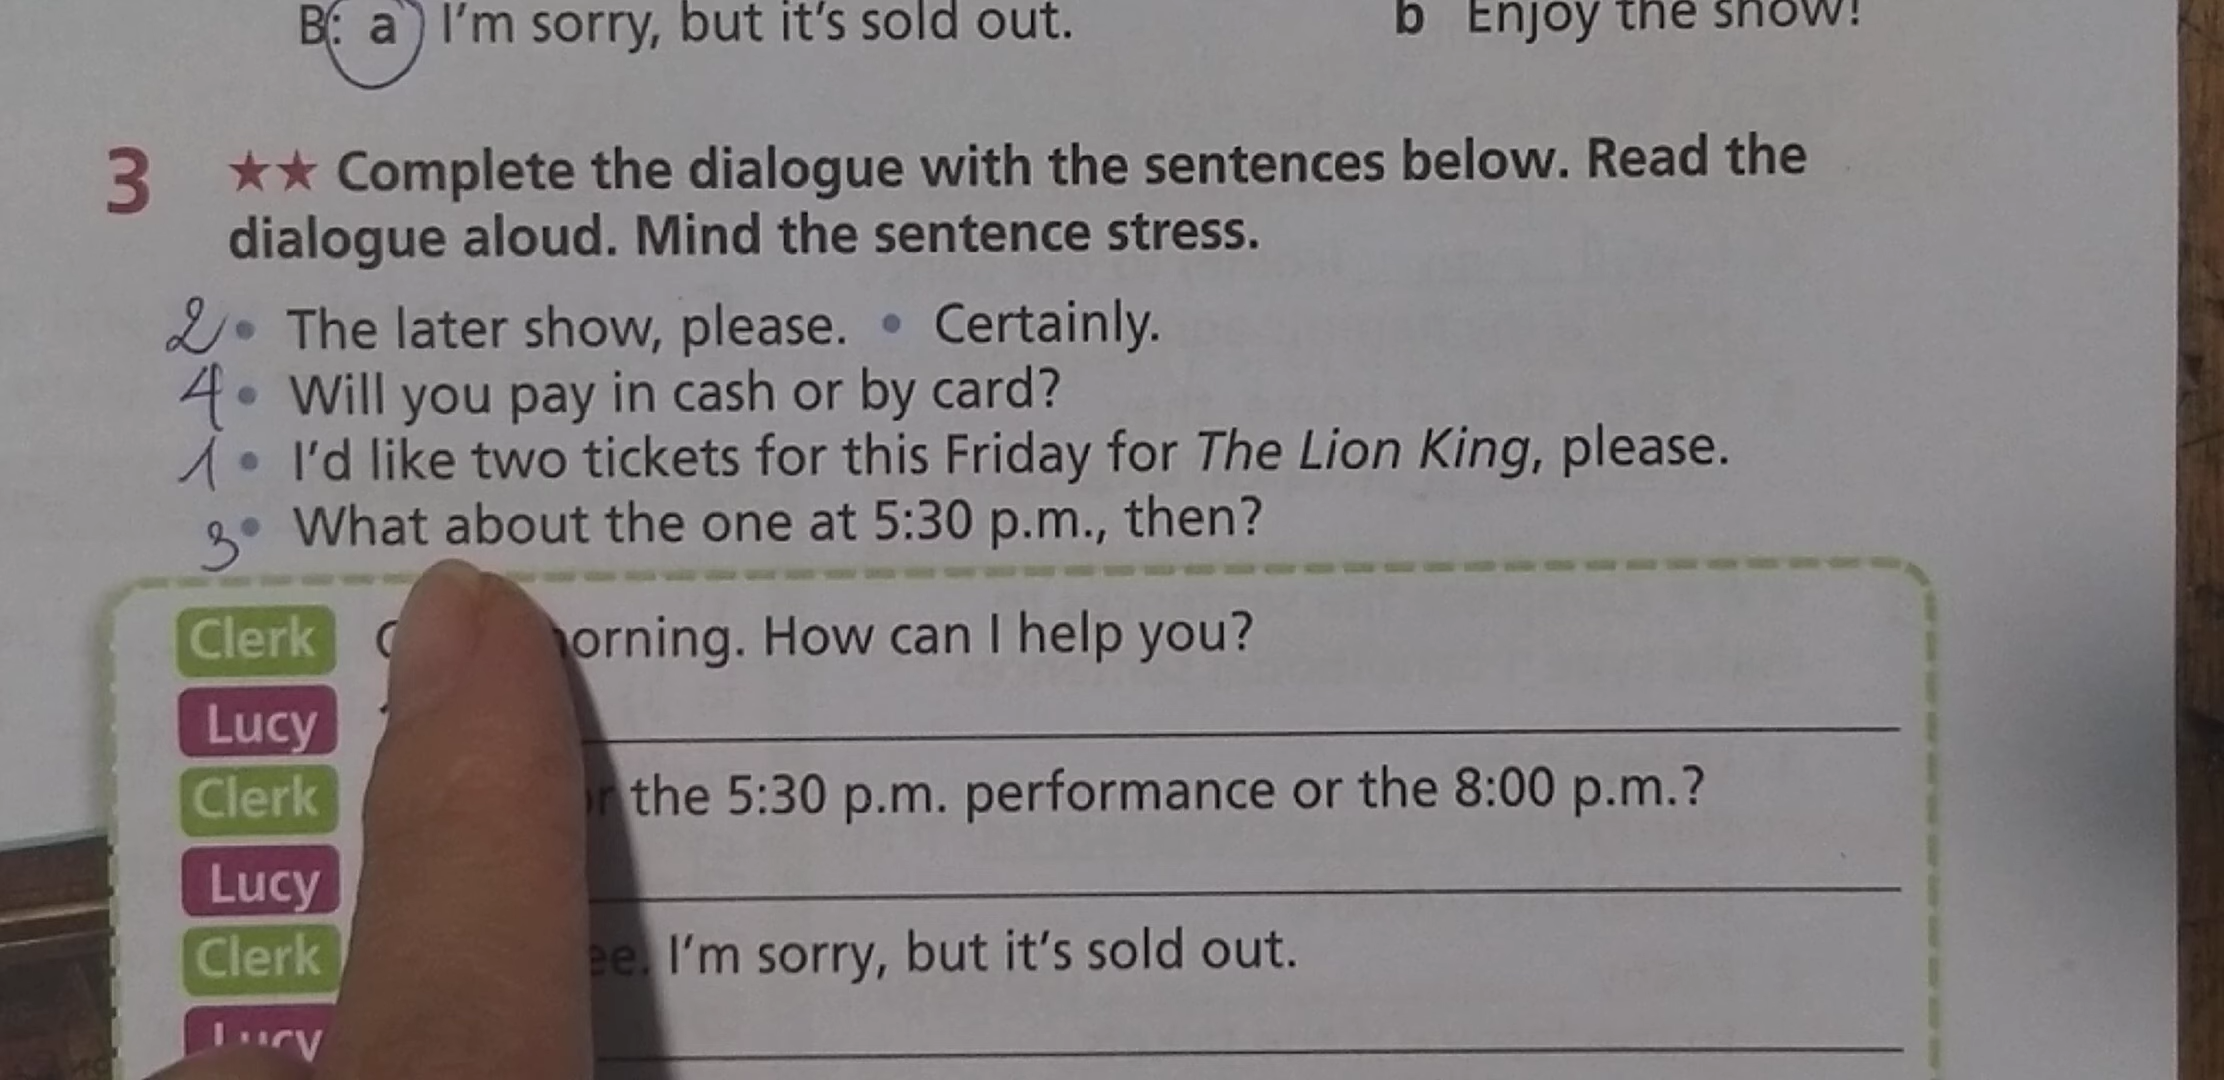 B: a I'm sorry, but it's sold out. b Enjoy the show!
3 ★★ Complete the dialogue with the sentences below. Read the
dialogue aloud. Mind the sentence stress.
2 • The later show, please. • Certainly.
4 • Will you pay in cash or by card?
1 • I'd like two tickets for this Friday for The Lion King, please.
3 • What about the one at 5:30 p.m., then?
Clerk orning. How can I help you?
Lucy
Clerk the 5:30 p.m. performance or the 8:00 p.m.?
Lucy
Clerk I'm sorry, but it's sold out.
Lucy